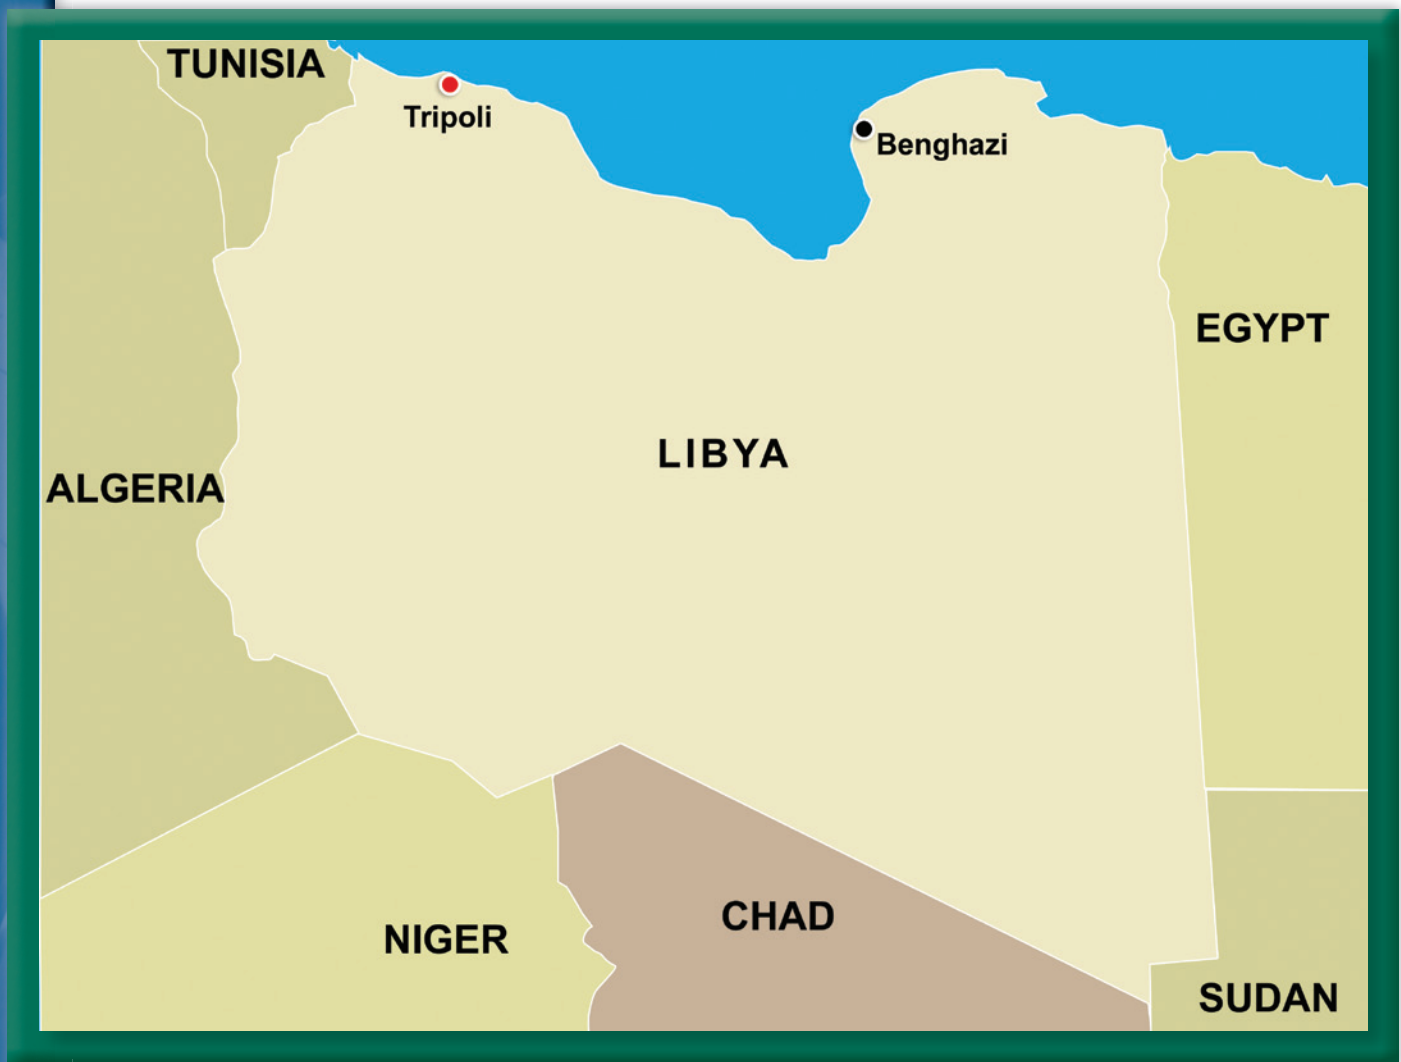 TUNISIA
Tripoli
Benghazi
EGYPT
LIBYA
ALGERIA
CHAD
NIGER
SUDAN